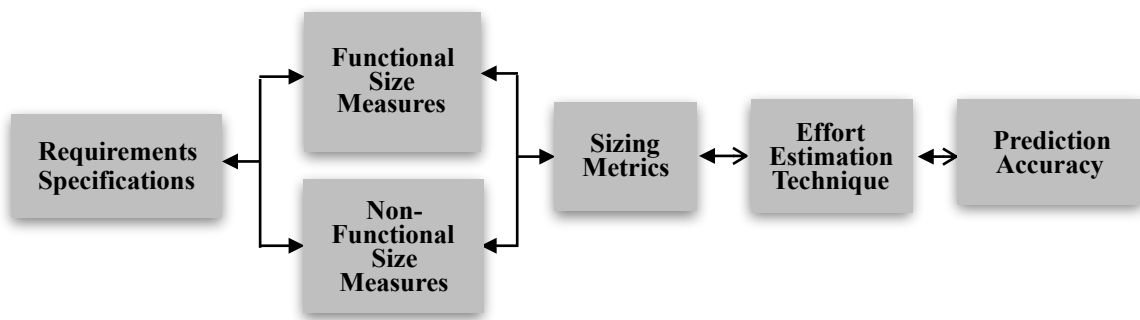 Requirements
Specifications
Functional
Size
Measures
Non-
Functional
Size
Measures
Sizing
Metrics
Effort
Estimation
Technique
Prediction
Accuracy